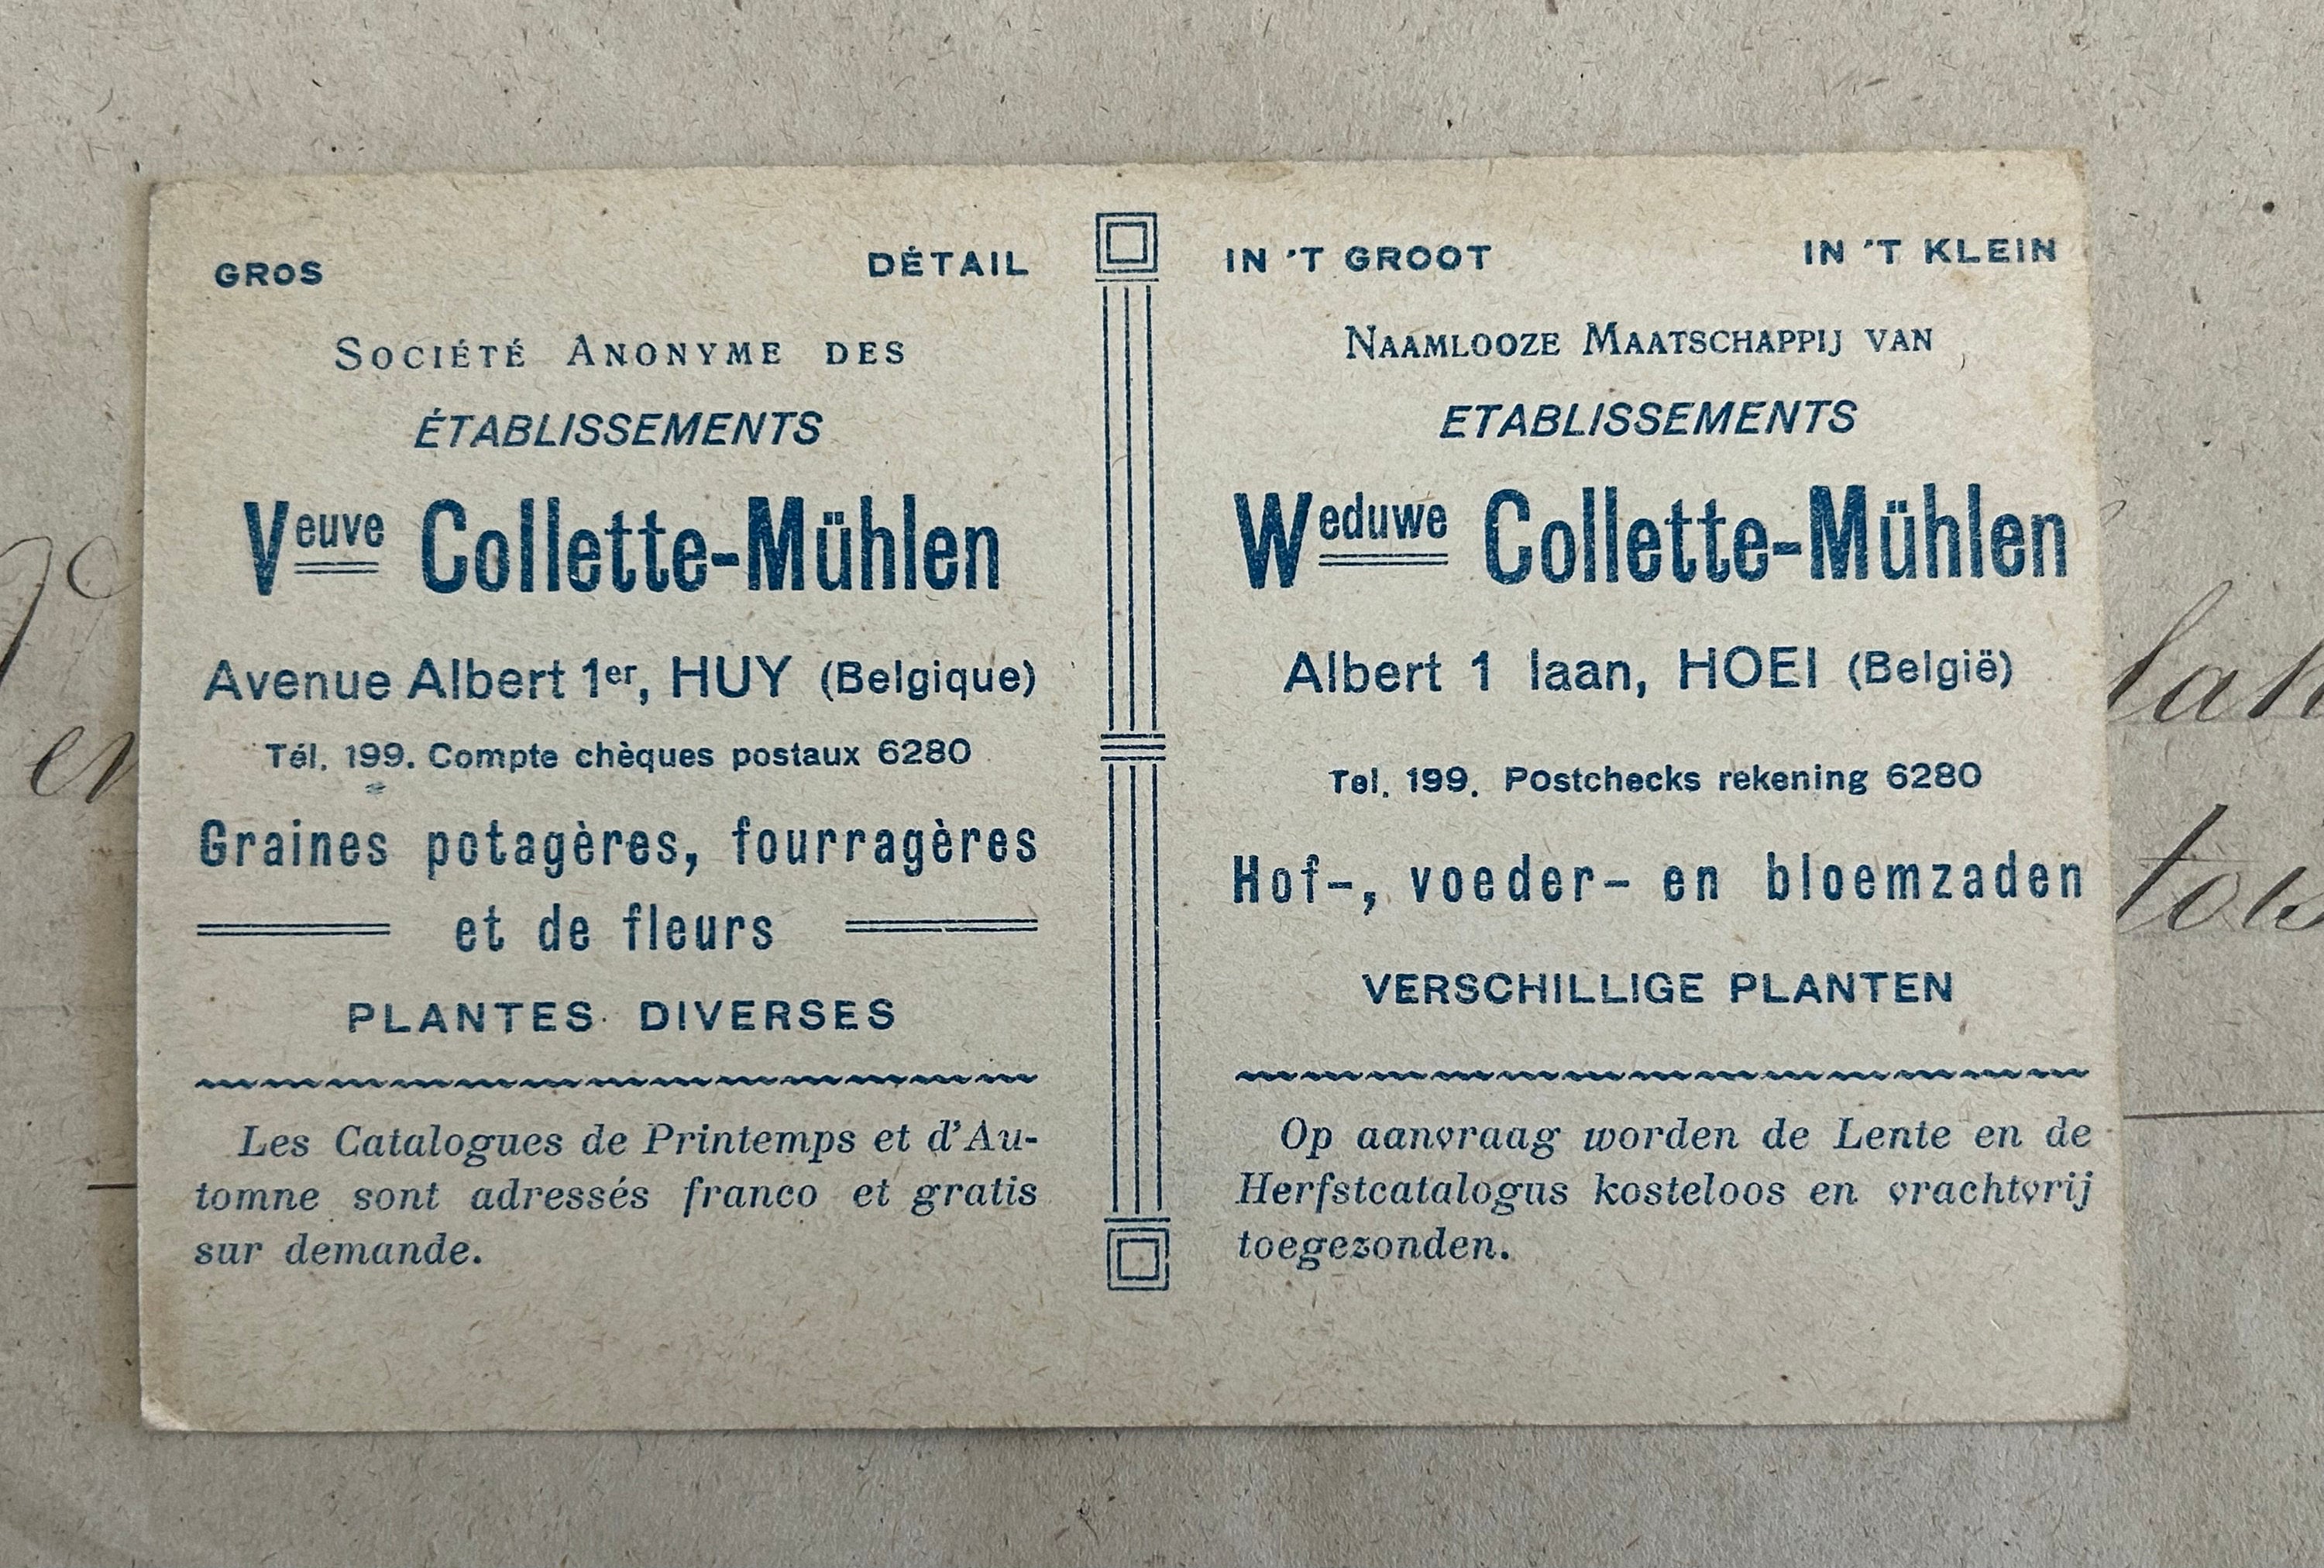 GROS DÉTAIL
SOCIÉTÉ ANONYME DES
ÉTABLISSEMENTS
Veuve Collette-Mühlen
Avenue Albert 1er, HUY (Belgique)
Tél. 199. Compte chèques postaux 6280
Graines potagères, fourragères
et de fleurs
PLANTES DIVERSES
Les Catalogues de Printemps et d'Au-
tomne sont adressés franco et gratis
sur demande.
IN 'T GROOT IN 'T KLEIN
NAAMLOOZE MAATSCHAPPIJ VAN
ETABLISSEMENTS
Weduwe Collette-Mühlen
Albert 1 laan, HOEI (België)
Tel. 199. Postchecks rekening 6280
Hof-, voeder- en bloemzaden
VERSCHILLIGE PLANTEN
Op aanvraag worden de Lente en de
Herfstcatalogus kosteloos en vrachtvrij
toegezonden.